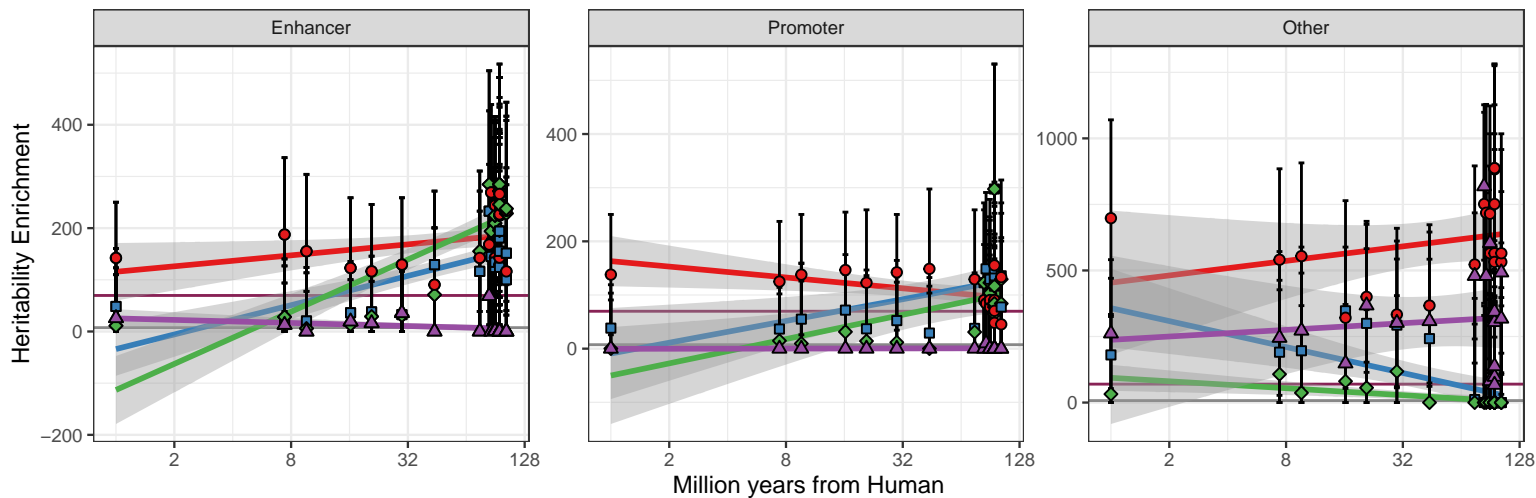 Enhancer
Promoter
Other
Heritability Enrichment
400
200
0
−200
400
200
0
1000
500
0
2 8 32 128
2 8 32 128
2 8 32 128
Million years from Human